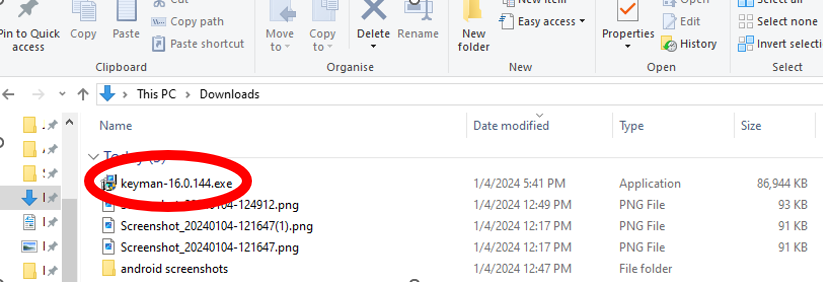 New item
Open
Select all
Pin to Quick access
Copy
Paste
Cut
Copy path
Paste shortcut
Move to
Copy to
Delete
Rename
New folder
Easy access
Properties
Edit
History
Select none
Invert selecti
Clipboard
Organise
New
Open
Select
This PC > Downloads
Name
Date modified
Type
Size
keyman-16.0.144.exe 1/4/2024 5:41 PM Application 86,944 KB
Screenshot_20240104-124912.png 1/4/2024 12:49 PM PNG File 93 KB
Screenshot_20240104-121647(1).png 1/4/2024 12:17 PM PNG File 91 KB
Screenshot_20240104-121647.png 1/4/2024 12:17 PM PNG File 91 KB
android screenshots 1/4/2024 12:47 PM File folder